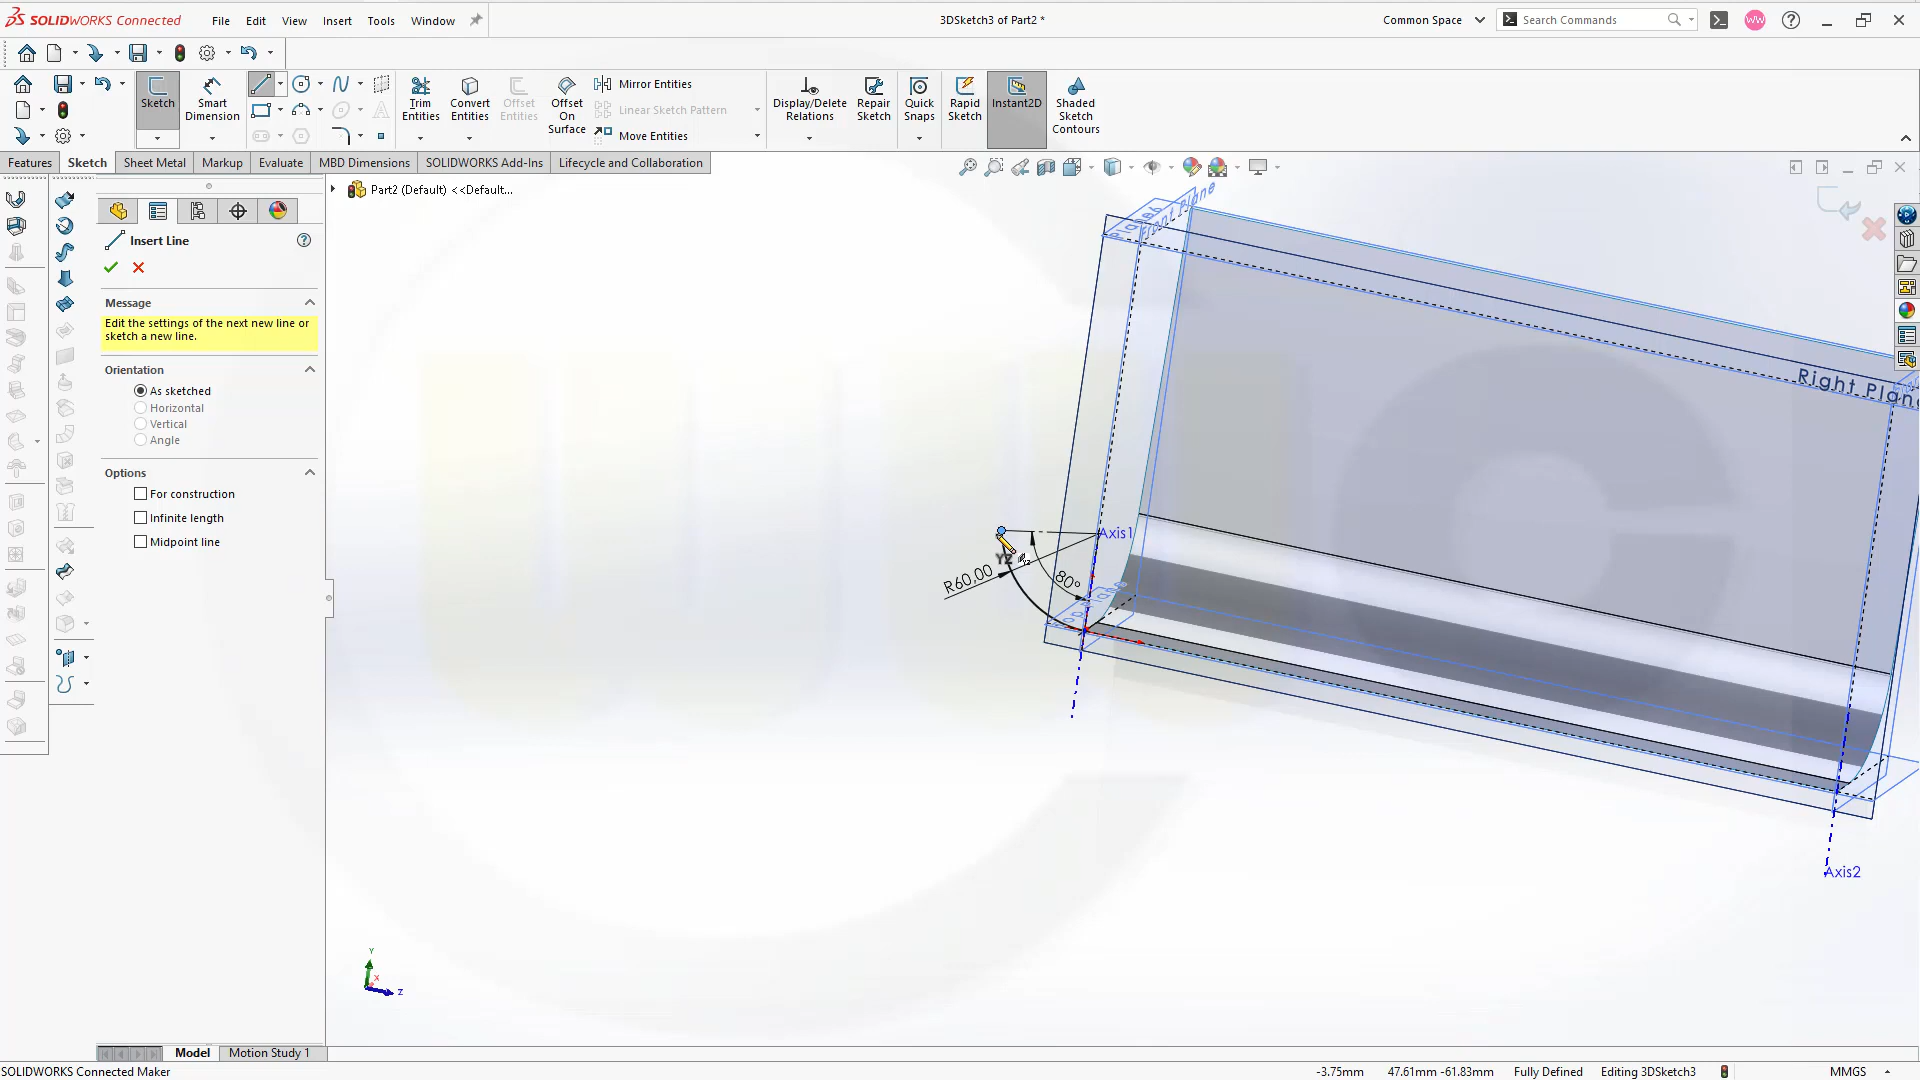 SOLIDWORKS Connected
File Edit View Insert Tools Window
3DSketch3 of Part2 *
Common Space
Search Commands
WW
Sketch
Smart Dimension
Trim Entities
Convert Entities
Offset Entities
Offset On Surface
Mirror Entities
Linear Sketch Pattern
Move Entities
Display/Delete Relations
Repair Sketch
Quick Snaps
Rapid Sketch
Instant2D
Shaded Sketch Contours
Features Sketch Sheet Metal Markup Evaluate MBD Dimensions SOLIDWORKS Add-Ins Lifecycle and Collaboration
Part2 (Default) <<Default...
Insert Line
Message
Edit the settings of the next new line or
sketch a new line.
Orientation
As sketched
Horizontal
Vertical
Angle
Options
For construction
Infinite length
Midpoint line
Front Plane
Right Plane
Axis1
YZ
R60,00
80°
Axis2
Y
X
Z
Model Motion Study 1
SOLIDWORKS Connected Maker
-3.75mm 47.61mm -61.83mm Fully Defined Editing 3DSketch3 MMGS